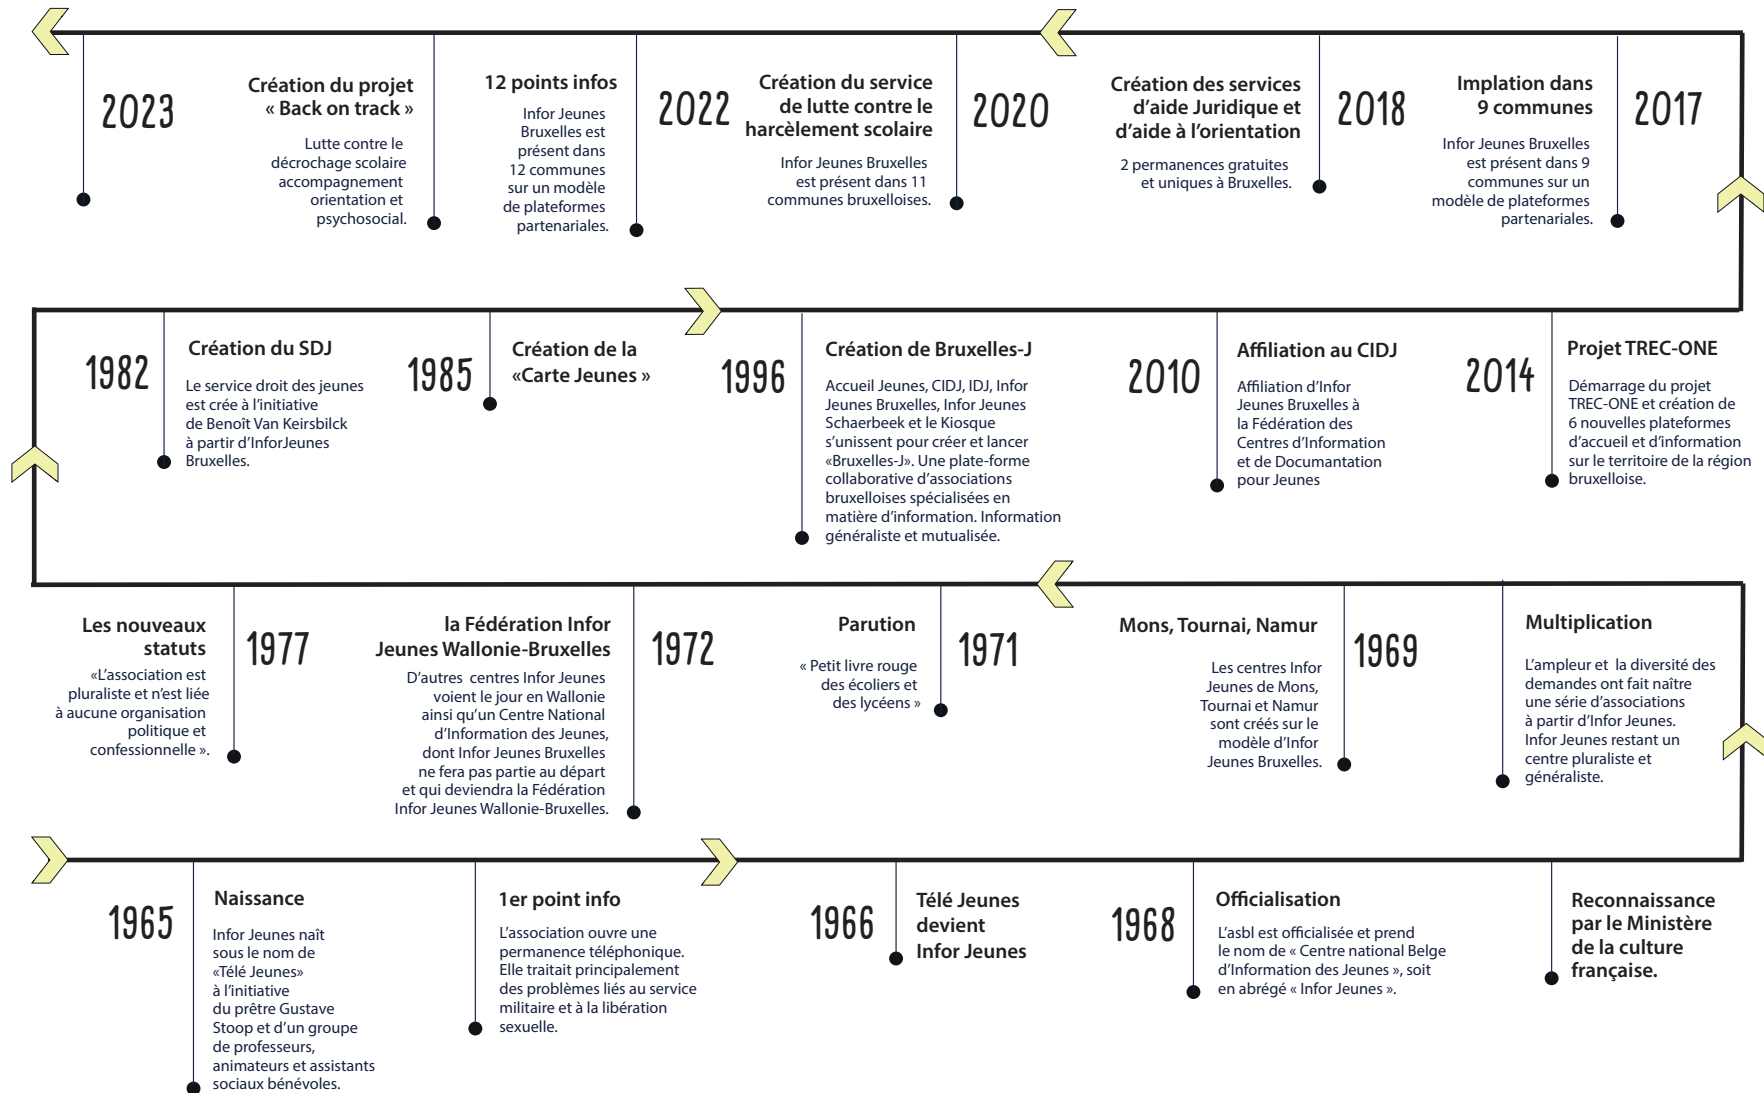 2023
Création du projet
« Back on track »
Lutte contre le
décrochage scolaire
accompagnement
orientation et
psychosocial.
12 points infos
Infor Jeunes
Bruxelles est
présent dans
12 communes
sur un modèle
de plateformes
partenariales.
2022
Création du service
de lutte contre le
harcèlement scolaire
Infor Jeunes Bruxelles
est présent dans 11
communes bruxelloises.
2020
Création des services
d’aide Juridique et
d’aide à l’orientation
2 permanences gratuites
et uniques à Bruxelles.
2018
Implation dans
9 communes
Infor Jeunes Bruxelles
est présent dans 9
communes sur un
modèle de plateformes
partenariales.
2017
1982
Création du SDJ
Le service droit des jeunes
est crée à l’initiative
de Benoît Van Keirsbilck
à partir d’InforJeunes
Bruxelles.
1985
Création de la
«Carte Jeunes »
1996
Création de Bruxelles-J
Accueil Jeunes, CIDJ, IDJ, Infor
Jeunes Bruxelles, Infor Jeunes
Schaerbeek et le Kiosque
s’unissent pour créer et lancer
«Bruxelles-J». Une plate-forme
collaborative d’associations
bruxelloises spécialisées en
matière d’information. Information
généraliste et mutualisée.
2010
Affiliation au CIDJ
Affiliation d’Infor
Jeunes Bruxelles à
la Fédération des
Centres d’Information
et de Documantation
pour Jeunes
2014
Projet TREC-ONE
Démarrage du projet
TREC-ONE et création de
6 nouvelles plateformes
d’accueil et d’information
sur le territoire de la région
bruxelloise.
Les nouveaux
statuts
«L’association est
pluraliste et n’est liée
à aucune organisation
politique et
confessionnelle ».
1977
la Fédération Infor
Jeunes Wallonie-Bruxelles
D’autres centres Infor Jeunes
voient le jour en Wallonie
ainsi qu’un Centre National
d’Information des Jeunes,
dont Infor Jeunes Bruxelles
ne fera pas partie au départ
et qui deviendra la Fédération
Infor Jeunes Wallonie-Bruxelles.
1972
Parution
« Petit livre rouge
des écoliers et
des lycéens »
1971
Mons, Tournai, Namur
Les centres Infor
Jeunes de Mons,
Tournai et Namur
sont créés sur le
modèle d’Infor
Jeunes Bruxelles.
1969
Multiplication
L’ampleur et la diversité des
demandes ont fait naître
une série d’associations
à partir d’Infor Jeunes.
Infor Jeunes restant un
centre pluraliste et
généraliste.
1965
Naissance
Infor Jeunes naît
sous le nom de
«Télé Jeunes»
à l’initiative
du prêtre Gustave
Stoop et d’un groupe
de professeurs,
animateurs et assistants
sociaux bénévoles.
1er point info
L’association ouvre une
permanence téléphonique.
Elle traitait principalement
des problèmes liés au service
militaire et à la libération
sexuelle.
1966
Télé Jeunes
devient
Infor Jeunes
1968
Officialisation
L’asbl est officialisée et prend
le nom de « Centre national Belge
d’Information des Jeunes », soit
en abrégé « Infor Jeunes ».
Reconnaissance
par le Ministère
de la culture
française.